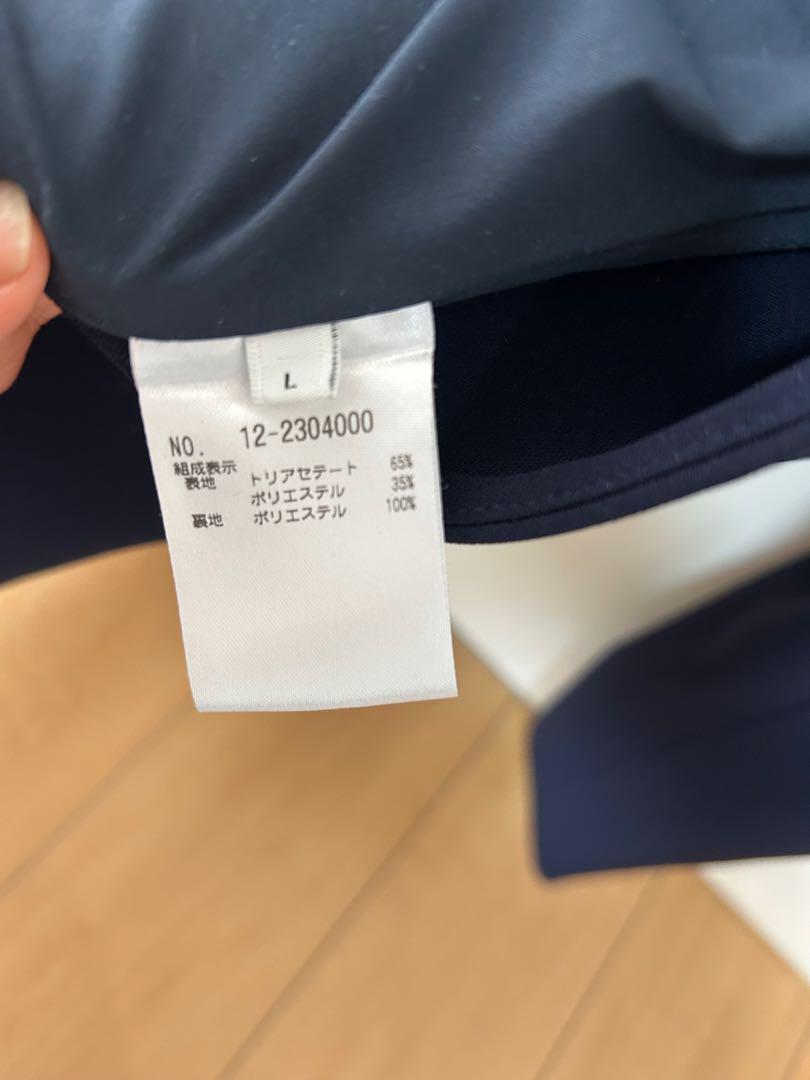 L
NO. 12-2304000
組成表示
表地 トリアセテート 65%
ポリエステル 35%
裏地 ポリエステル 100%